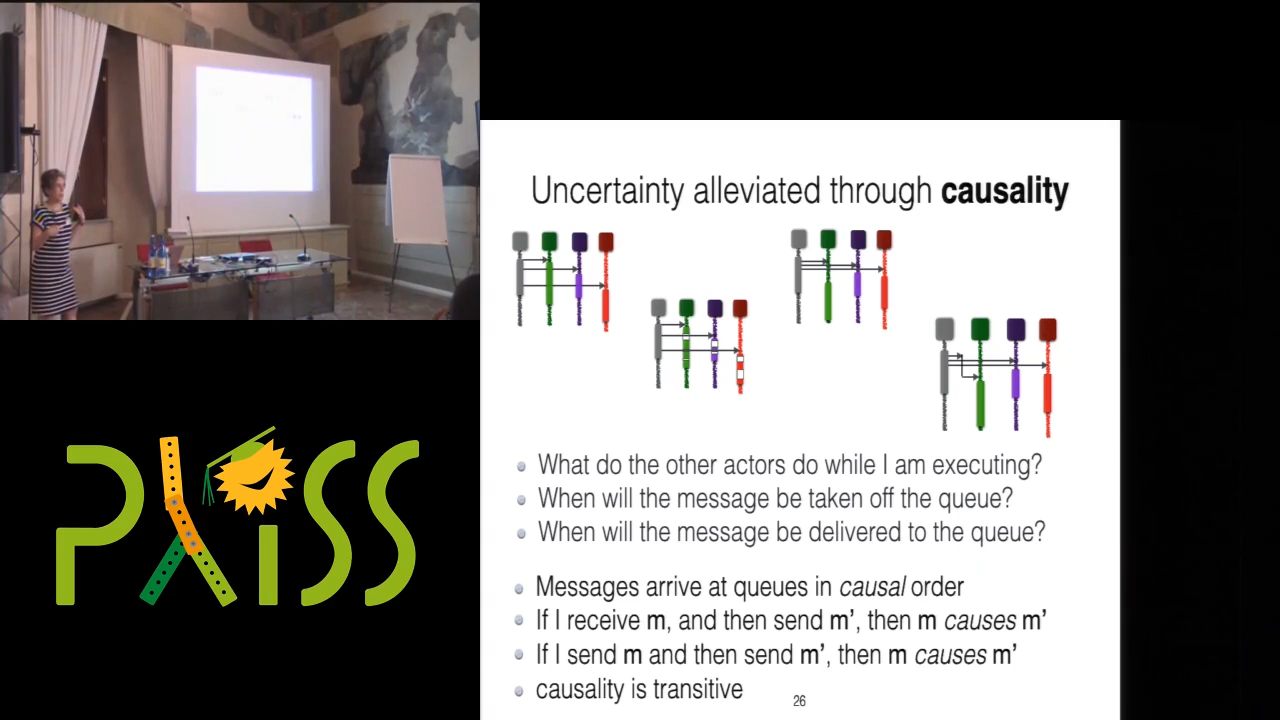 Uncertainty alleviated through causality
What do the other actors do while I am executing?
When will the message be taken off the queue?
When will the message be delivered to the queue?
Messages arrive at queues in causal order
If I receive m, and then send m’, then m causes m’
If I send m and then send m’, then m causes m’
causality is transitive
26
PλiSS